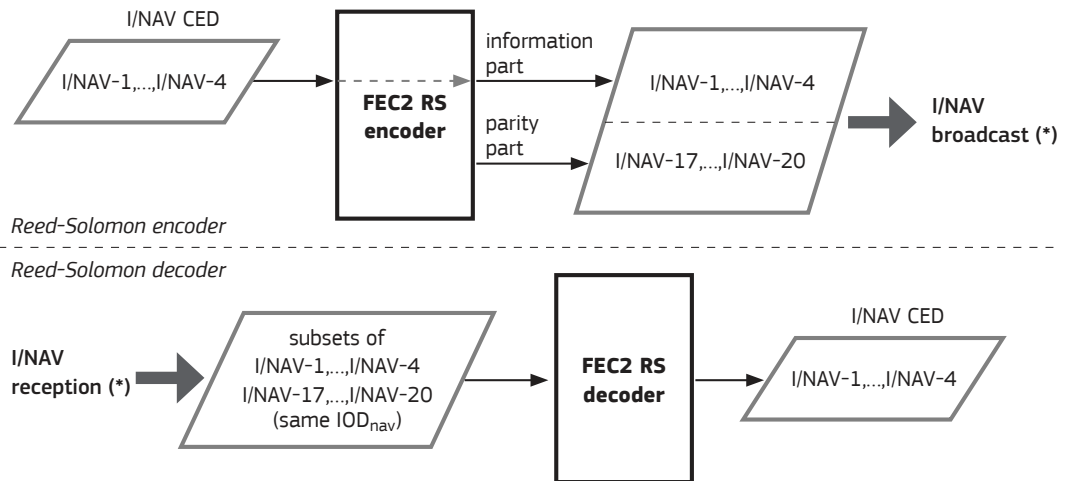 I/NAV CED
I/NAV-1,...,I/NAV-4
FEC2 RS
encoder
information
part
parity
part
I/NAV-1,...,I/NAV-4
I/NAV-17,...,I/NAV-20
I/NAV
broadcast (*)
Reed-Solomon encoder
Reed-Solomon decoder
I/NAV
reception (*)
subsets of
I/NAV-1,...,I/NAV-4
I/NAV-17,...,I/NAV-20
(same IODnav)
FEC2 RS
decoder
I/NAV CED
I/NAV-1,...,I/NAV-4